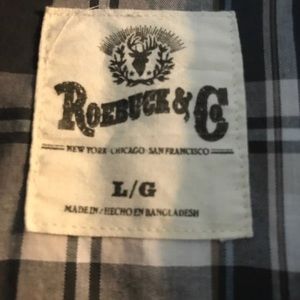 ROEBUCK & Co
NEW YORK · CHICAGO · SAN FRANCISCO
L/G
MADE IN / HECHO EN BANGLADESH